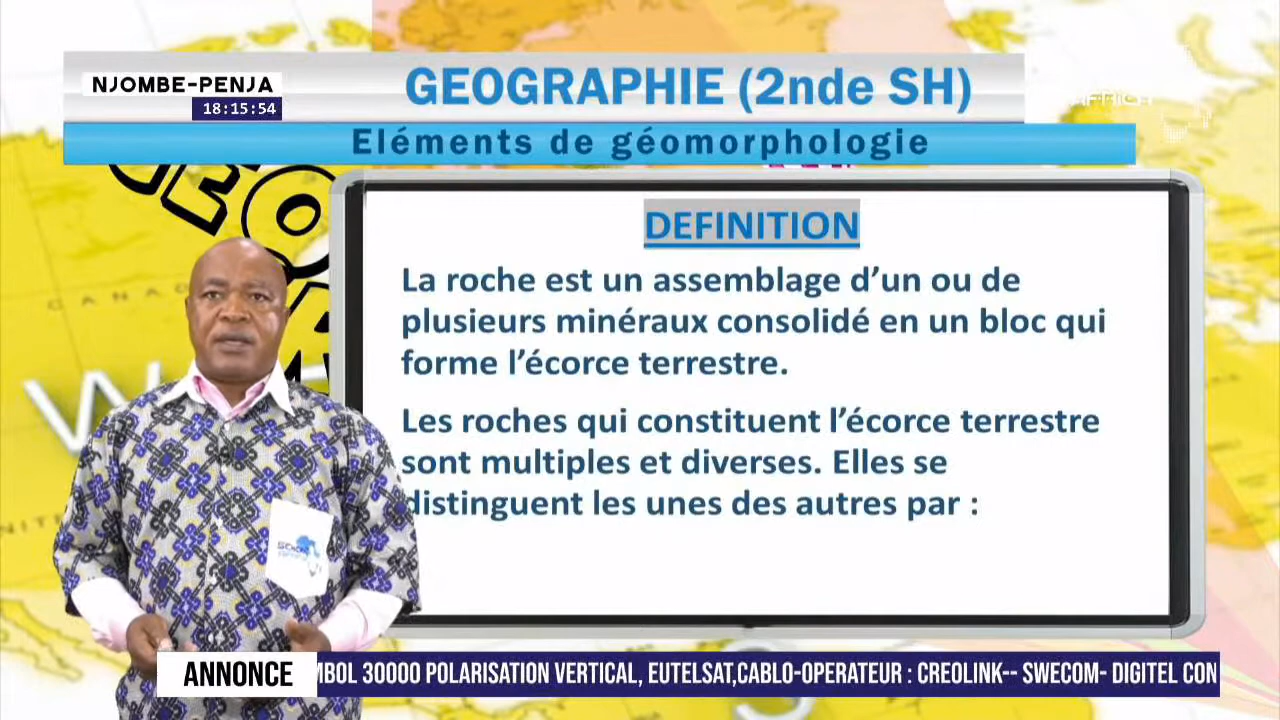 NJOMBE-PENJA
18:15:54
GEOGRAPHIE (2nde SH)
Eléments de géomorphologie
DEFINITION
La roche est un assemblage d’un ou de
plusieurs minéraux consolidé en un bloc qui
forme l’écorce terrestre.
Les roches qui constituent l’écorce terrestre
sont multiples et diverses. Elles se
distinguent les unes des autres par :
CANADA
ANNONCE
MBOL 30000 POLARISATION VERTICAL, EUTELSAT,CABLO-OPERATEUR : CREOLINK-- SWECOM- DIGITEL CON